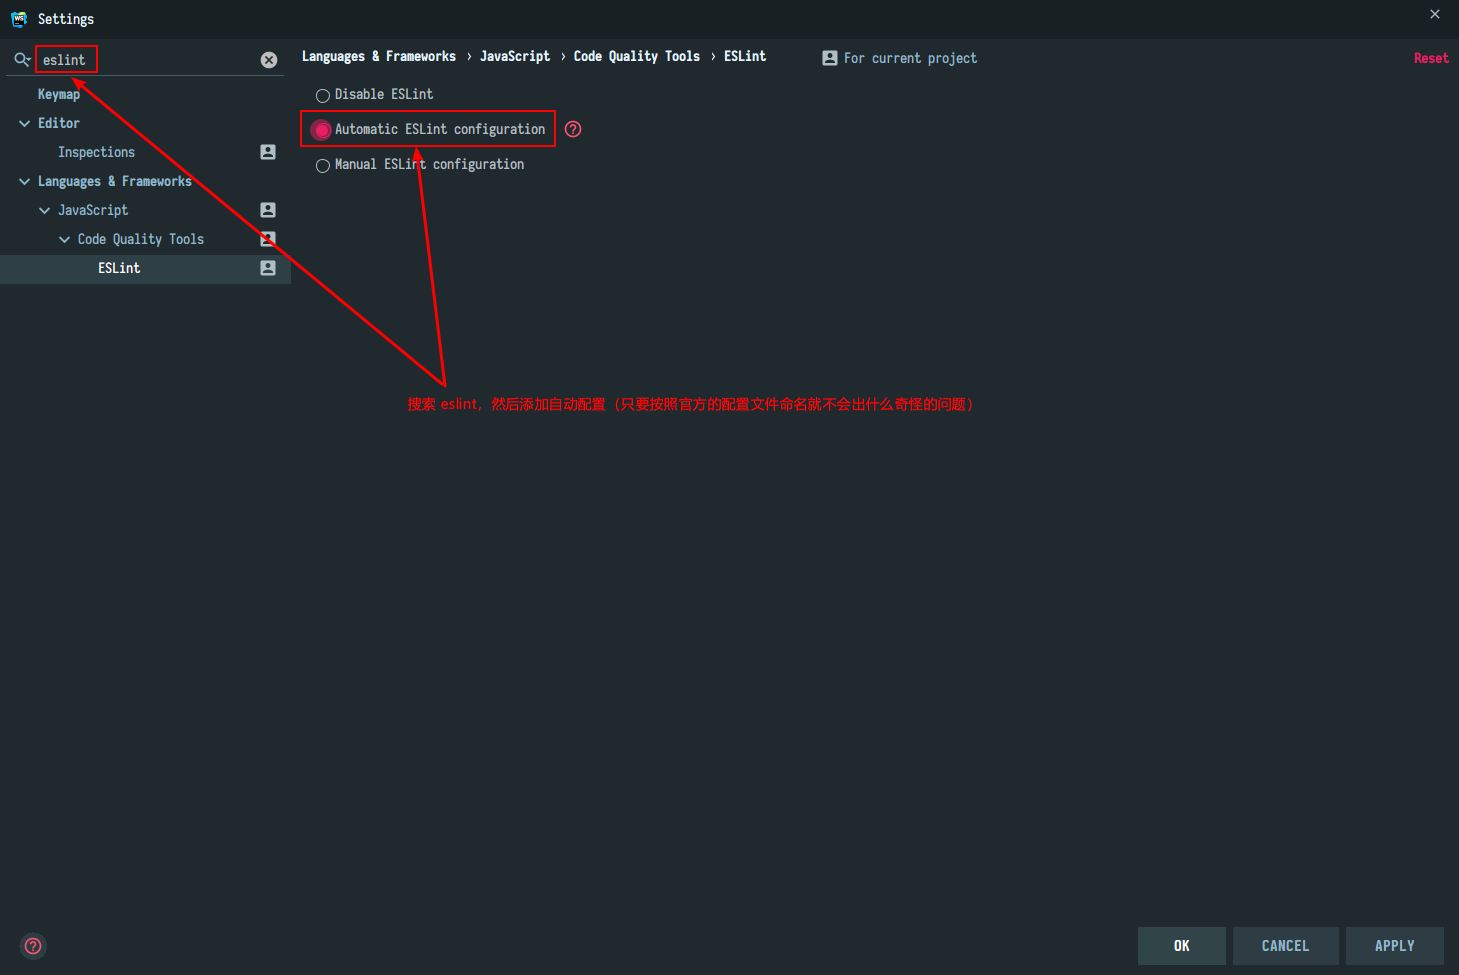 Settings
eslint
Keymap
Editor
Inspections
Languages & Frameworks
JavaScript
Code Quality Tools
ESLint
Languages & Frameworks › JavaScript › Code Quality Tools › ESLint
For current project
Reset
Disable ESLint
Automatic ESLint configuration
Manual ESLint configuration
搜索 eslint，然后添加自动配置（只要按照官方的配置文件命名就不会出什么奇怪的问题）
OK
CANCEL
APPLY